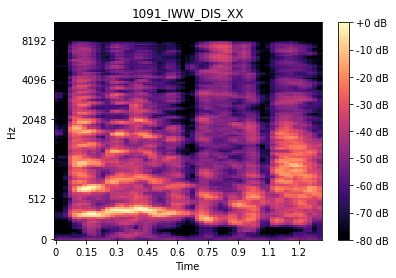 1091_IWW_DIS_XX
+0 dB
8192
-10 dB
4096
-20 dB
-30 dB
2048
Hz
-40 dB
1024
-50 dB
512
-60 dB
-70 dB
0
-80 dB
0 0.15 0.3 0.45 0.6 0.75 0.9 1.1 1.2
Time